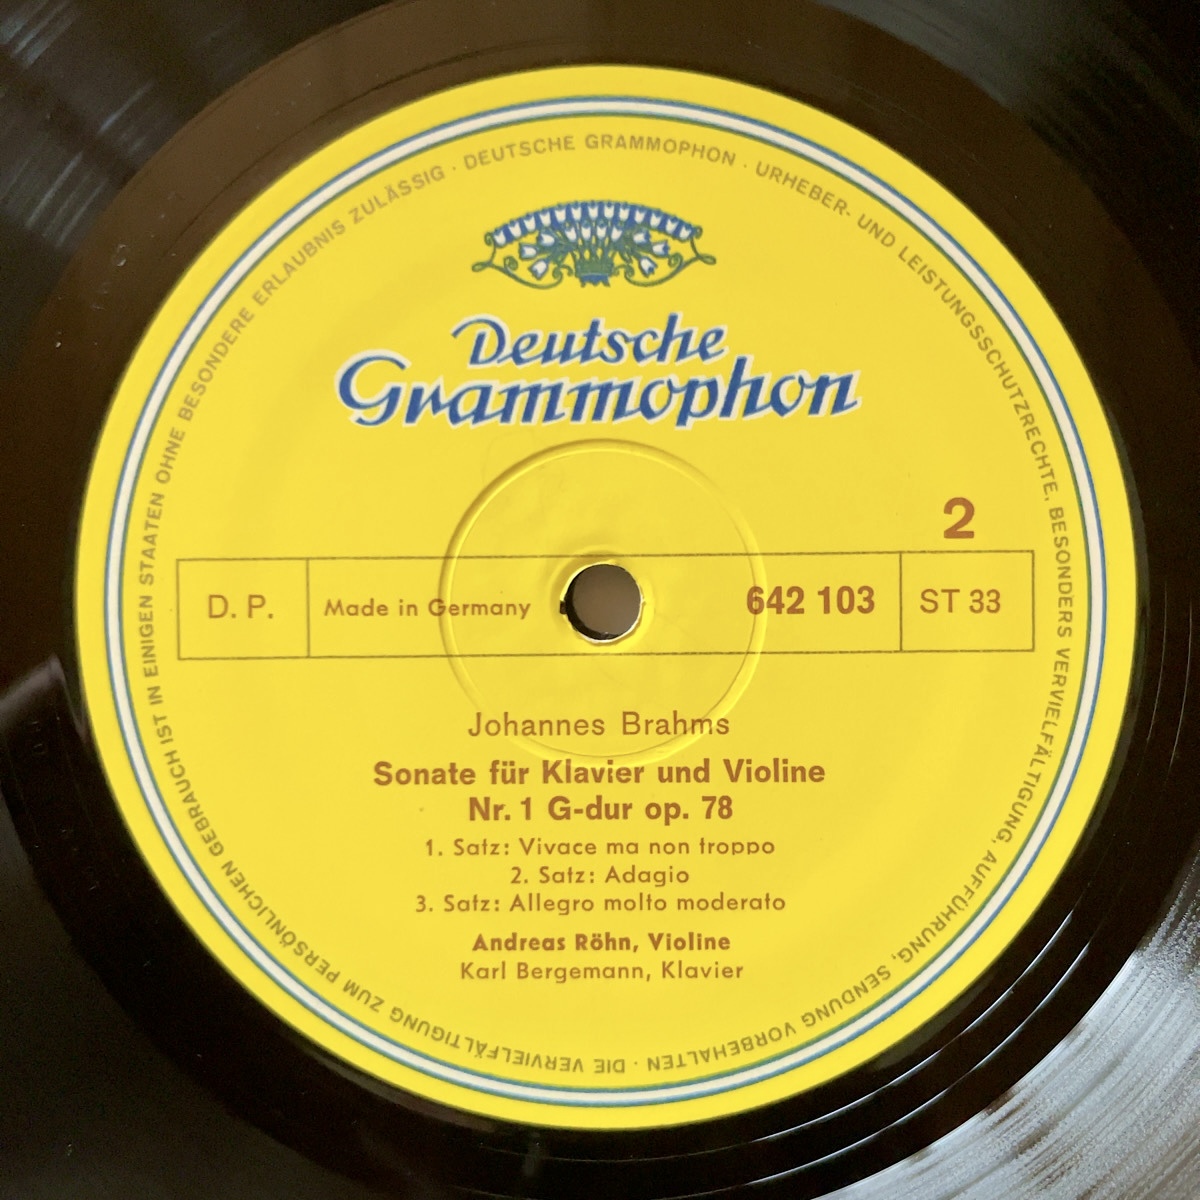 DEUTSCHE GRAMMOPHON · URHEBER- UND LEISTUNGSSCHUTZRECHTE, BESONDERS VERVIELFÄLTIGUNG, AUFFÜHRUNG, SENDUNG VORBEHALTEN · DIE VERVIELFÄLTIGUNG ZUM PERSÖNLICHEN GEBRAUCH IST IN EINIGEN STAATEN OHNE BESONDERE ERLAUBNIS ZULÄSSIG ·
Deutsche
Grammophon
2
D. P. Made in Germany 642 103 ST 33
Johannes Brahms
Sonate für Klavier und Violine
Nr. 1 G-dur op. 78
1. Satz: Vivace ma non troppo
2. Satz: Adagio
3. Satz: Allegro molto moderato
Andreas Röhn, Violine
Karl Bergemann, Klavier